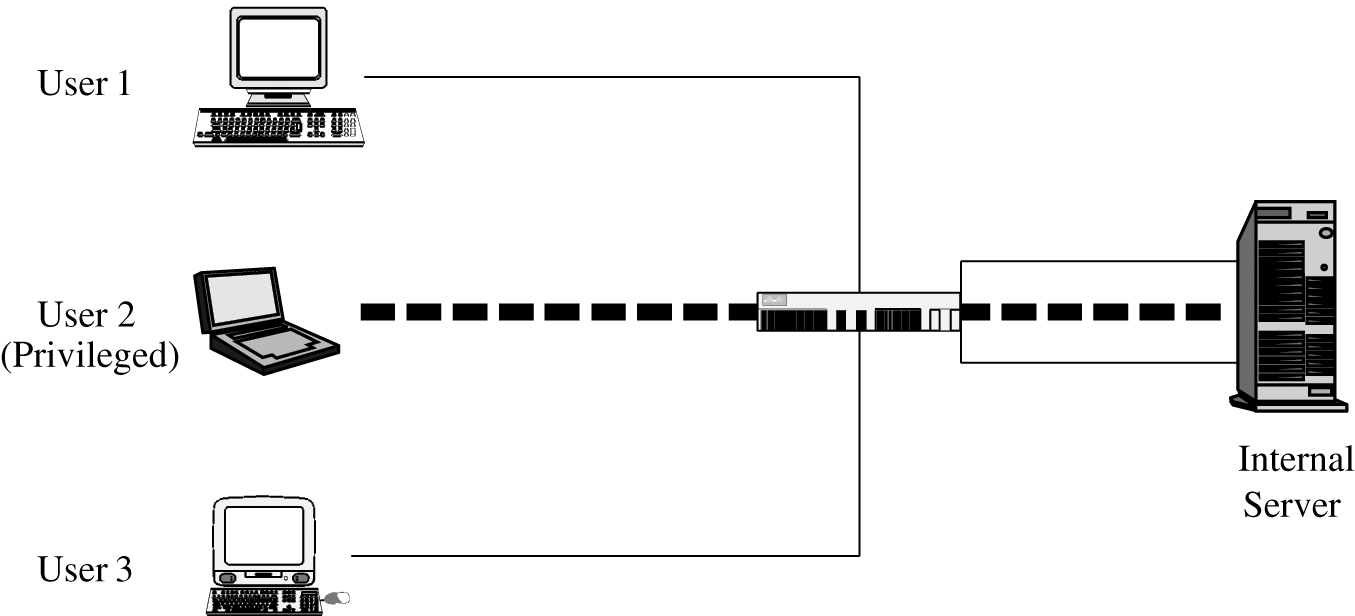 User 1
User 2
(Privileged)
User 3
Internal
Server